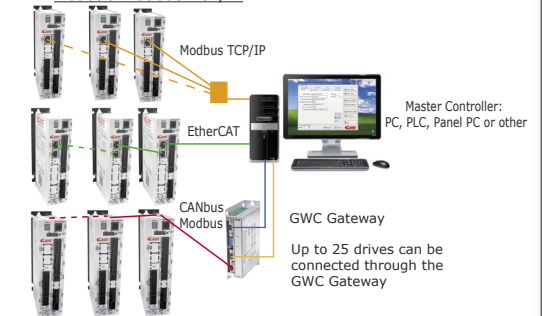 Modbus TCP/IP
Master Controller:
PC, PLC, Panel PC or other
EtherCAT
CANbus
Modbus
GWC Gateway
Up to 25 drives can be
connected through the
GWC Gateway